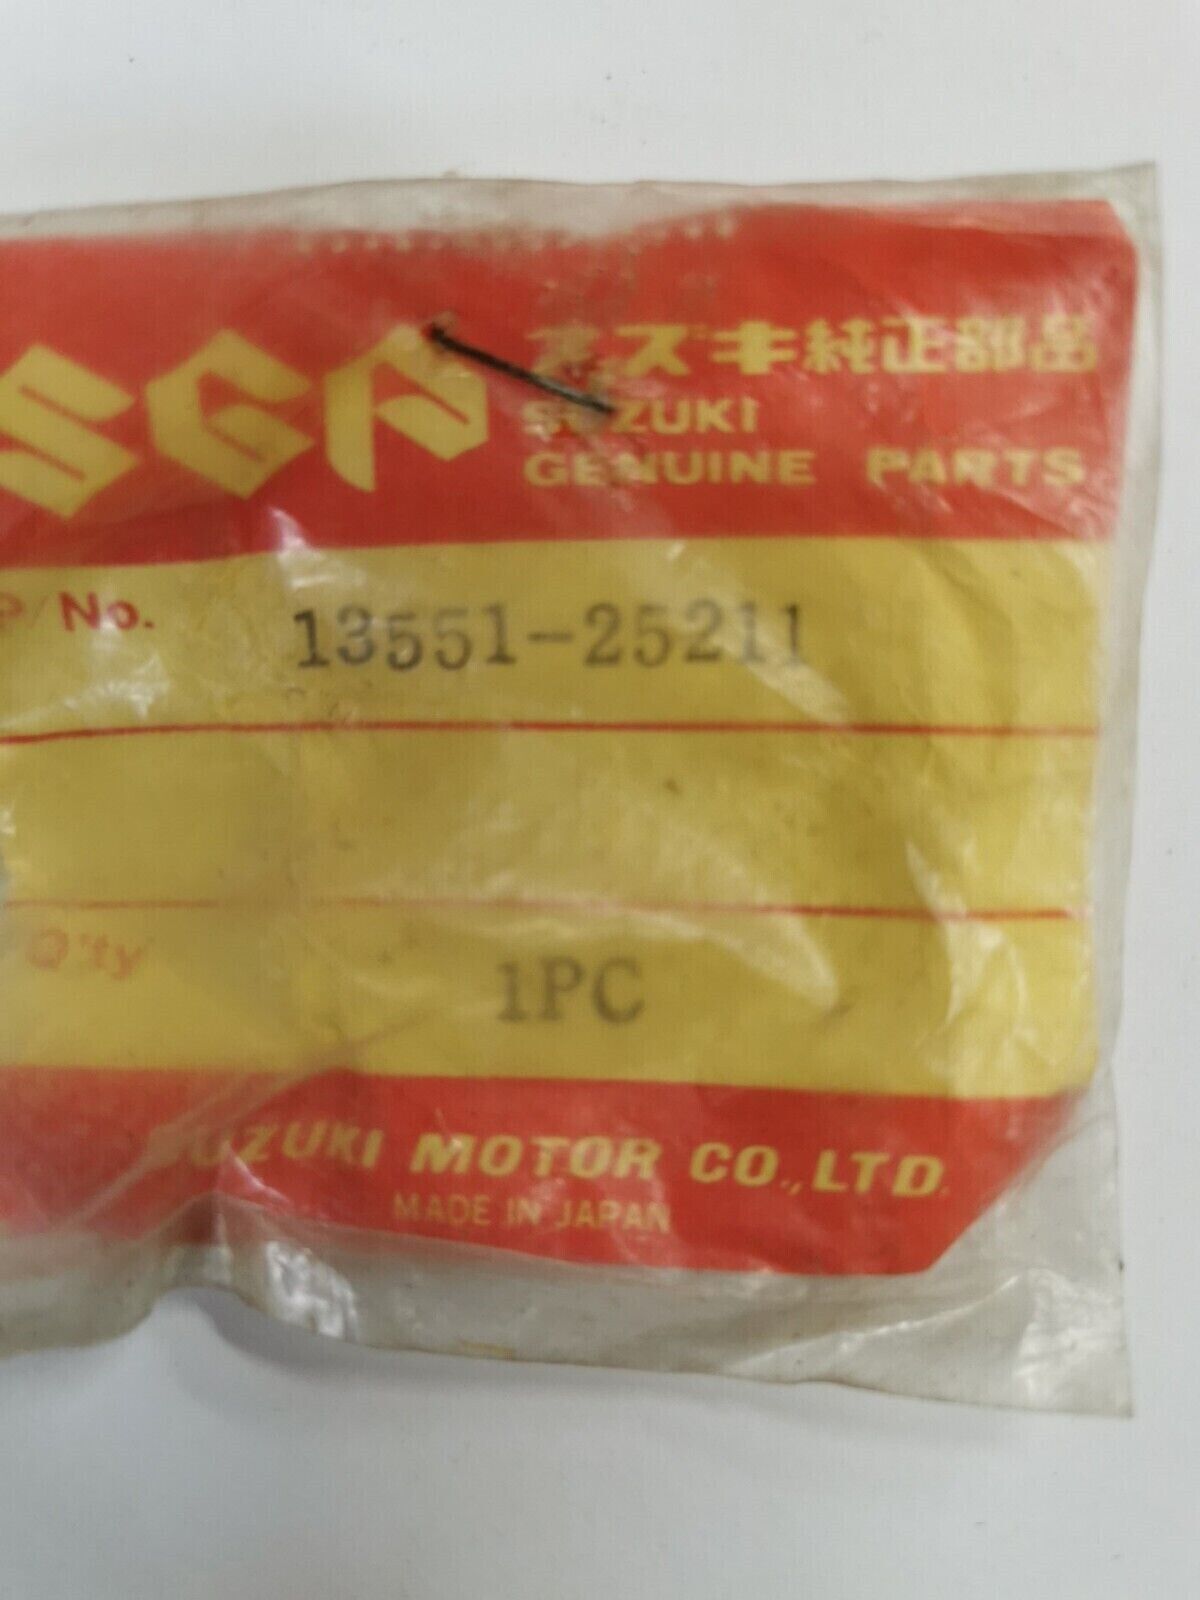 SGP
スズキ純正部品
SUZUKI
GENUINE PARTS
P/No. 13551-25211
Q'ty 1PC
SUZUKI MOTOR CO., LTD.
MADE IN JAPAN